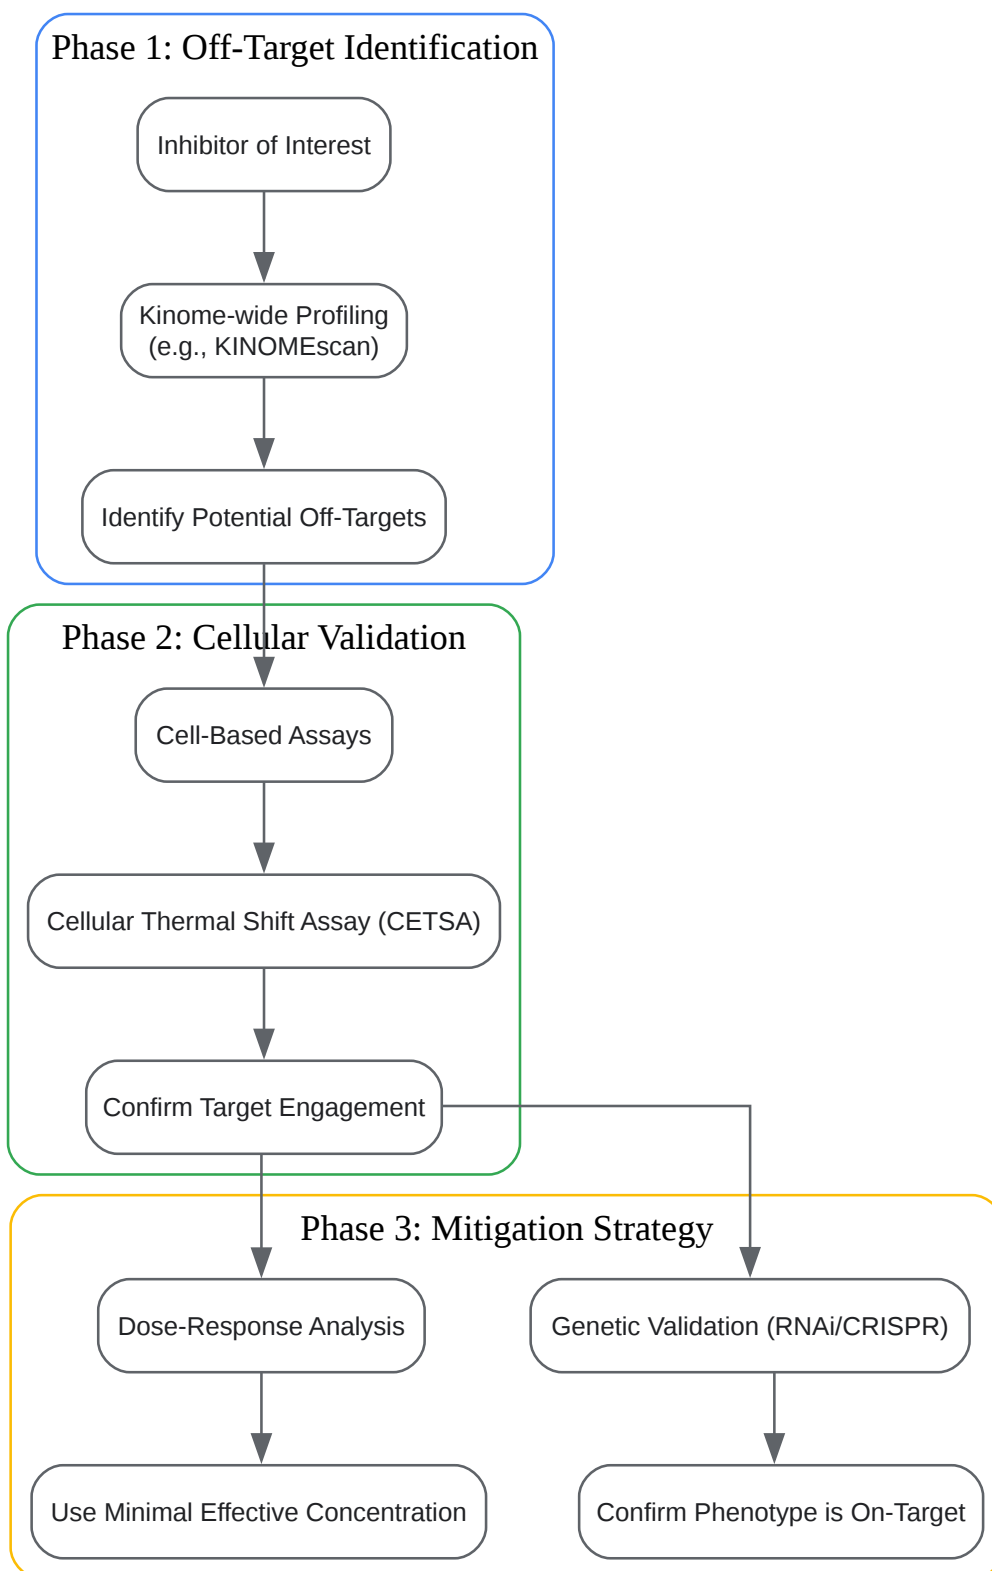 Phase 1: Off-Target Identification
Inhibitor of Interest
Kinome-wide Profiling
(e.g., KINOMEscan)
Identify Potential Off-Targets
Phase 2: Cellular Validation
Cell-Based Assays
Cellular Thermal Shift Assay (CETSA)
Confirm Target Engagement
Phase 3: Mitigation Strategy
Dose-Response Analysis
Genetic Validation (RNAi/CRISPR)
Use Minimal Effective Concentration
Confirm Phenotype is On-Target